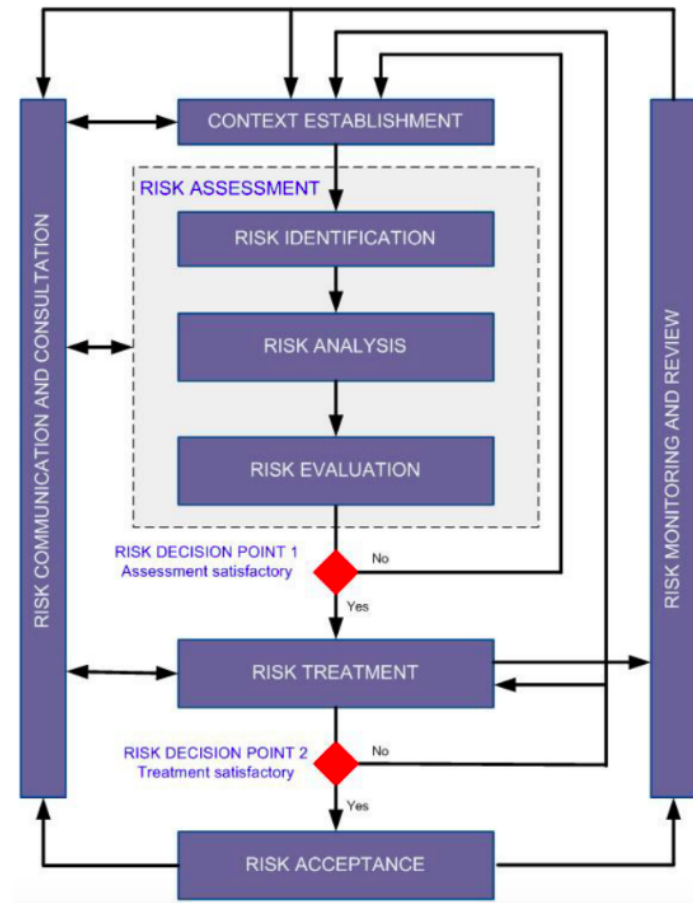 CONTEXT ESTABLISHMENT
RISK ASSESSMENT
RISK IDENTIFICATION
RISK ANALYSIS
RISK EVALUATION
RISK COMMUNICATION AND CONSULTATION
RISK MONITORING AND REVIEW
RISK DECISION POINT 1
Assessment satisfactory
No
Yes
RISK TREATMENT
RISK DECISION POINT 2
Treatment satisfactory
No
Yes
RISK ACCEPTANCE